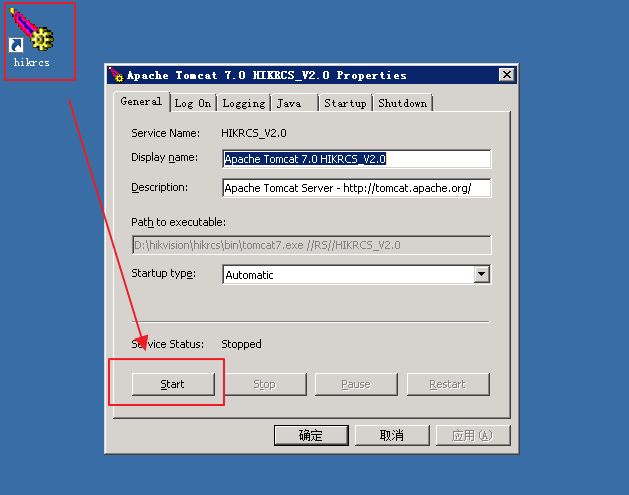 hikrcs
Apache Tomcat 7.0 HIKRCS_V2.0 Properties
General Log On Logging Java Startup Shutdown
Service Name: HIKRCS_V2.0
Display name: Apache Tomcat 7.0 HIKRCS_V2.0
Description: Apache Tomcat Server - http://tomcat.apache.org/
Path to executable:
D:\hikvision\hikrcs\bin\tomcat7.exe //RS//HIKRCS_V2.0
Startup type: Automatic
Service Status: Stopped
Start Stop Pause Restart
确定 取消 应用(A)